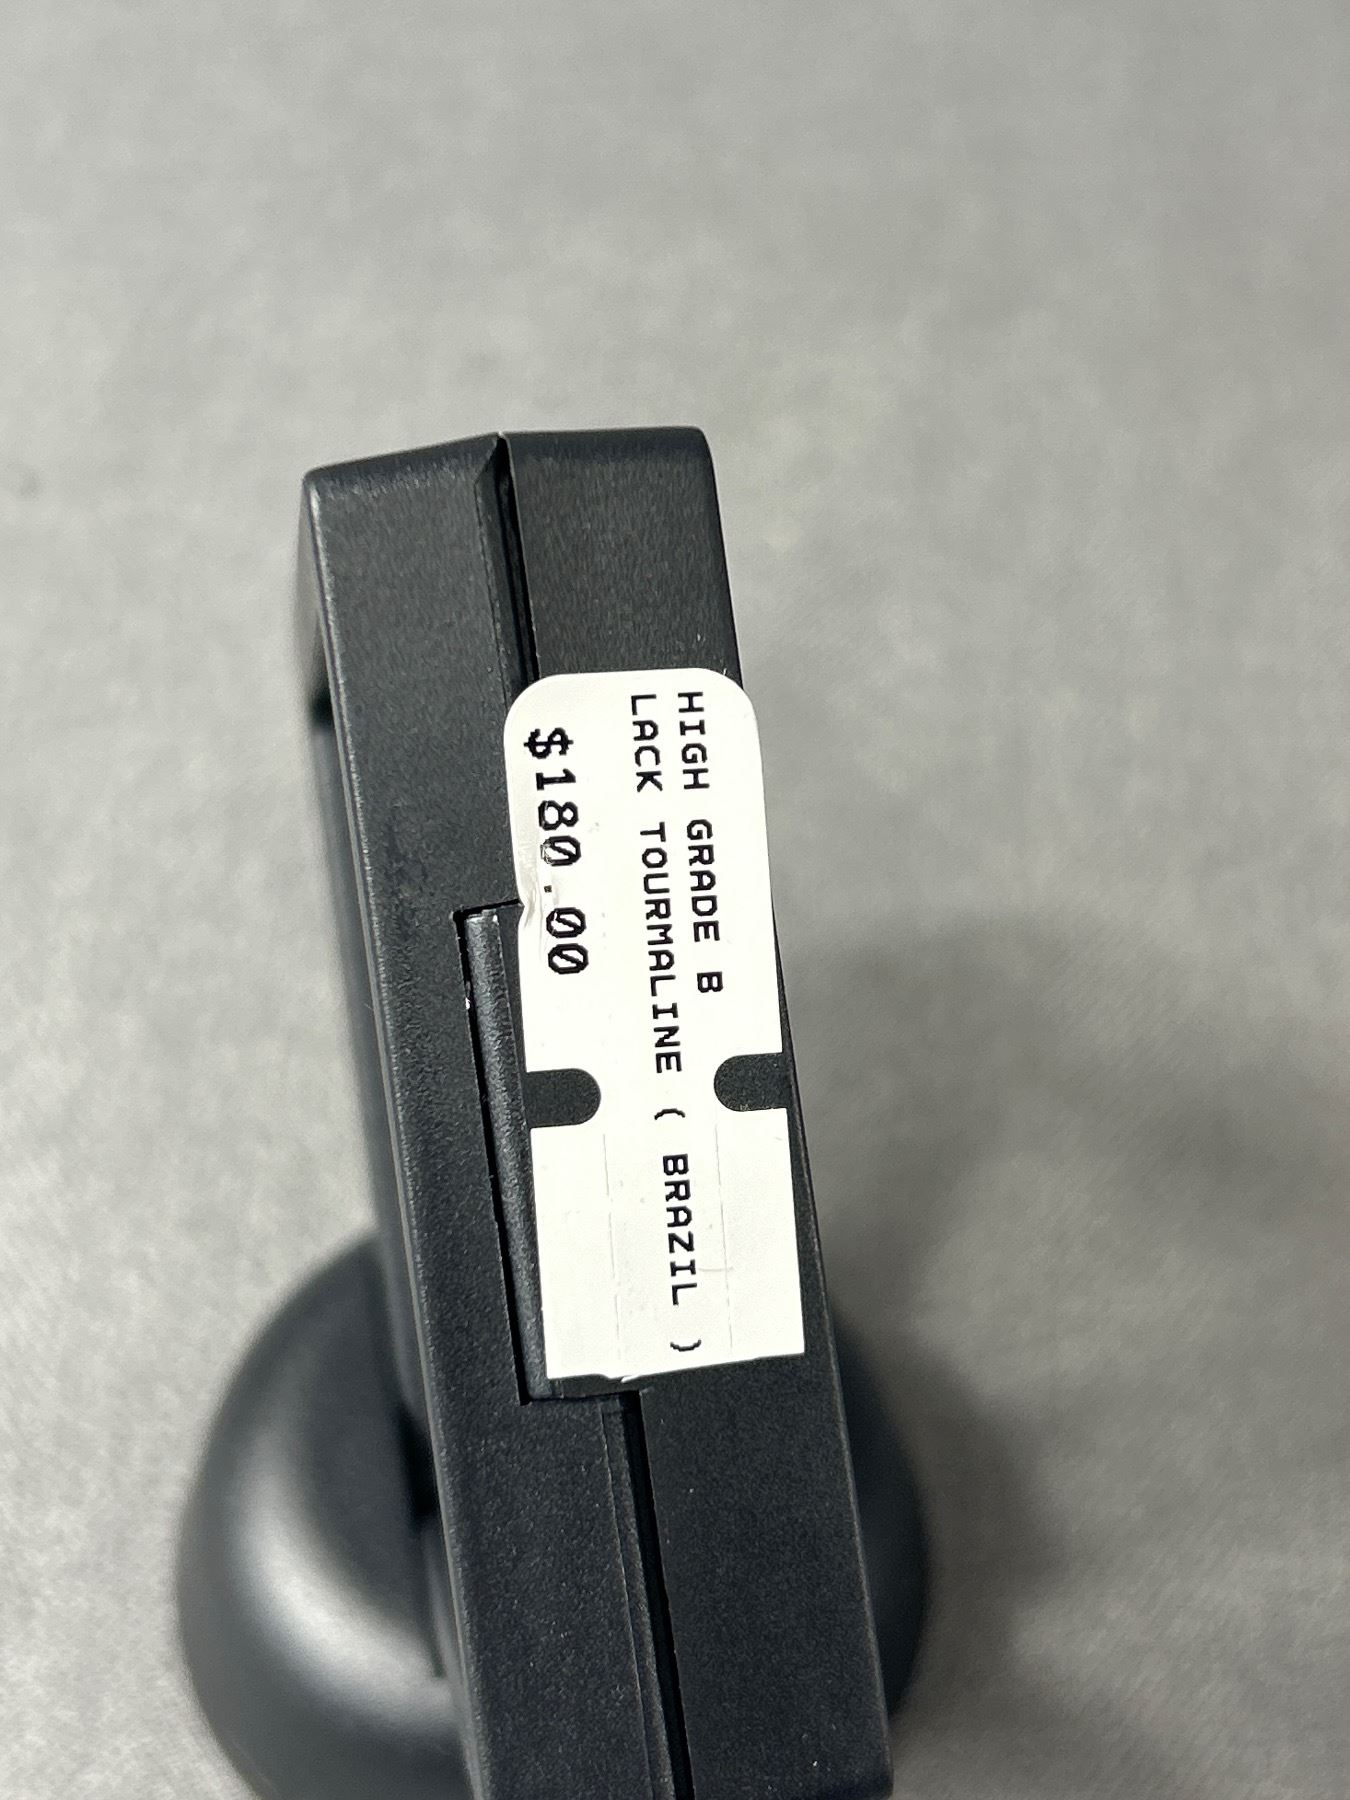 HIGH GRADE B
LACK TOURMALINE ( BRAZIL )
$180.00